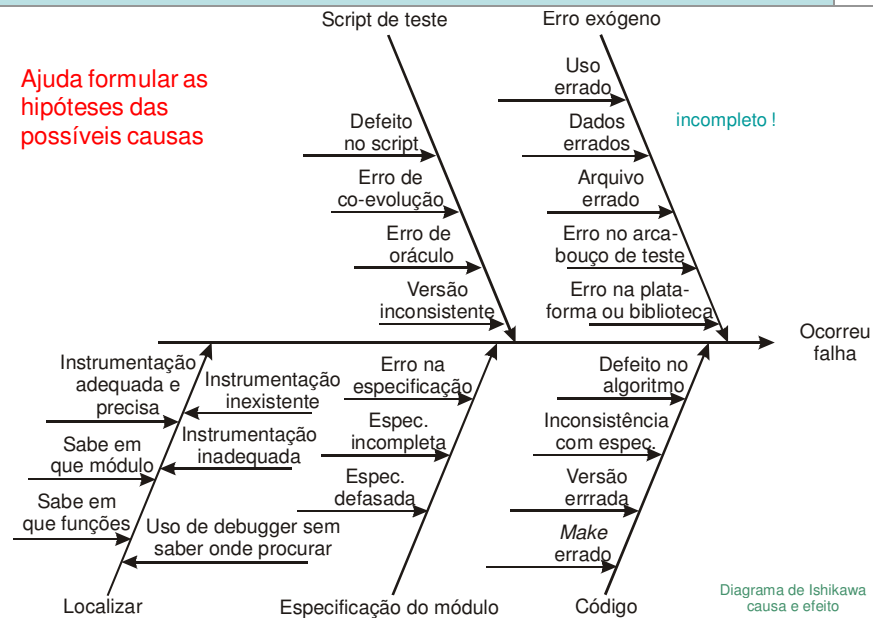 Script de teste
Erro exógeno
Ajuda formular as
hipóteses das
possíveis causas
incompleto !
Defeito
no script
Erro de
co-evolução
Erro de
oráculo
Versão
inconsistente
Uso
errado
Dados
errados
Arquivo
errado
Erro no arca-
bouço de teste
Erro na plata-
forma ou biblioteca
Ocorreu
falha
Instrumentação
adequada e
precisa
Sabe em
que módulo
Sabe em
que funções
Instrumentação
inexistente
Instrumentação
inadequada
Uso de debugger sem
saber onde procurar
Erro na
especificação
Espec.
incompleta
Espec.
defasada
Defeito no
algoritmo
Inconsistência
com espec.
Versão
errrada
Make
errado
Localizar
Especificação do módulo
Código
Diagrama de Ishikawa
causa e efeito